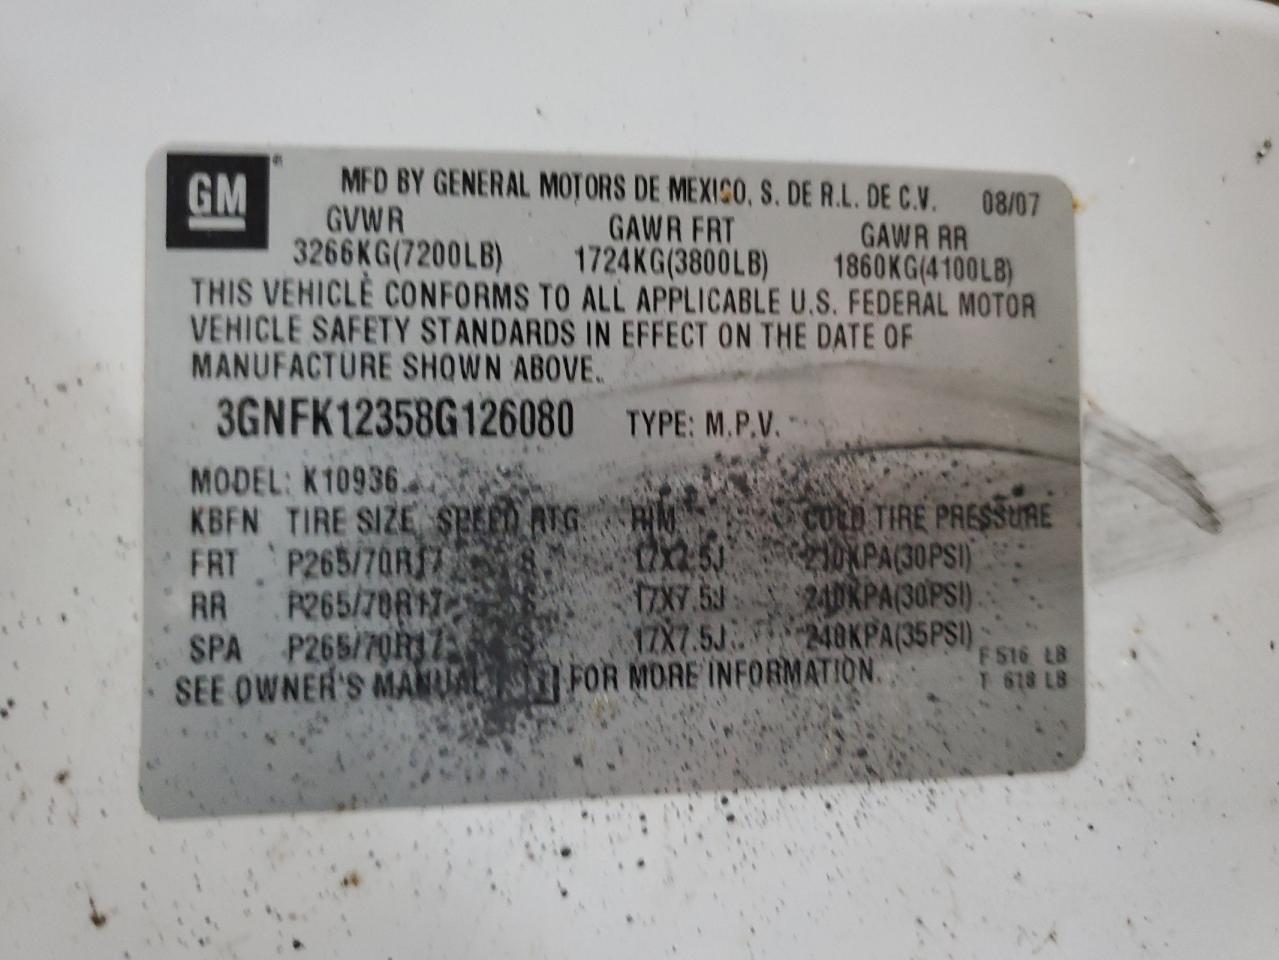 GM
MFD BY GENERAL MOTORS DE MEXICO, S. DE R.L. DE C.V. 08/07
GVWR GAWR FRT GAWR RR
3266KG(7200LB) 1724KG(3800LB) 1860KG(4100LB)
THIS VEHICLE CONFORMS TO ALL APPLICABLE U.S. FEDERAL MOTOR
VEHICLE SAFETY STANDARDS IN EFFECT ON THE DATE OF
MANUFACTURE SHOWN ABOVE.
3GNFK12358G126080 TYPE: M.P.V.
MODEL: K10936
KBFN TIRE SIZE SPEED RTG RIM COLD TIRE PRESSURE
FRT P265/70R17 S 17X7.5J 210KPA(30PSI)
RR P265/70R17 S 17X7.5J 210KPA(30PSI)
SPA P265/70R17 S 17X7.5J 240KPA(35PSI)
SEE OWNER'S MANUAL FOR MORE INFORMATION.
F 516 LB
T 618 LB